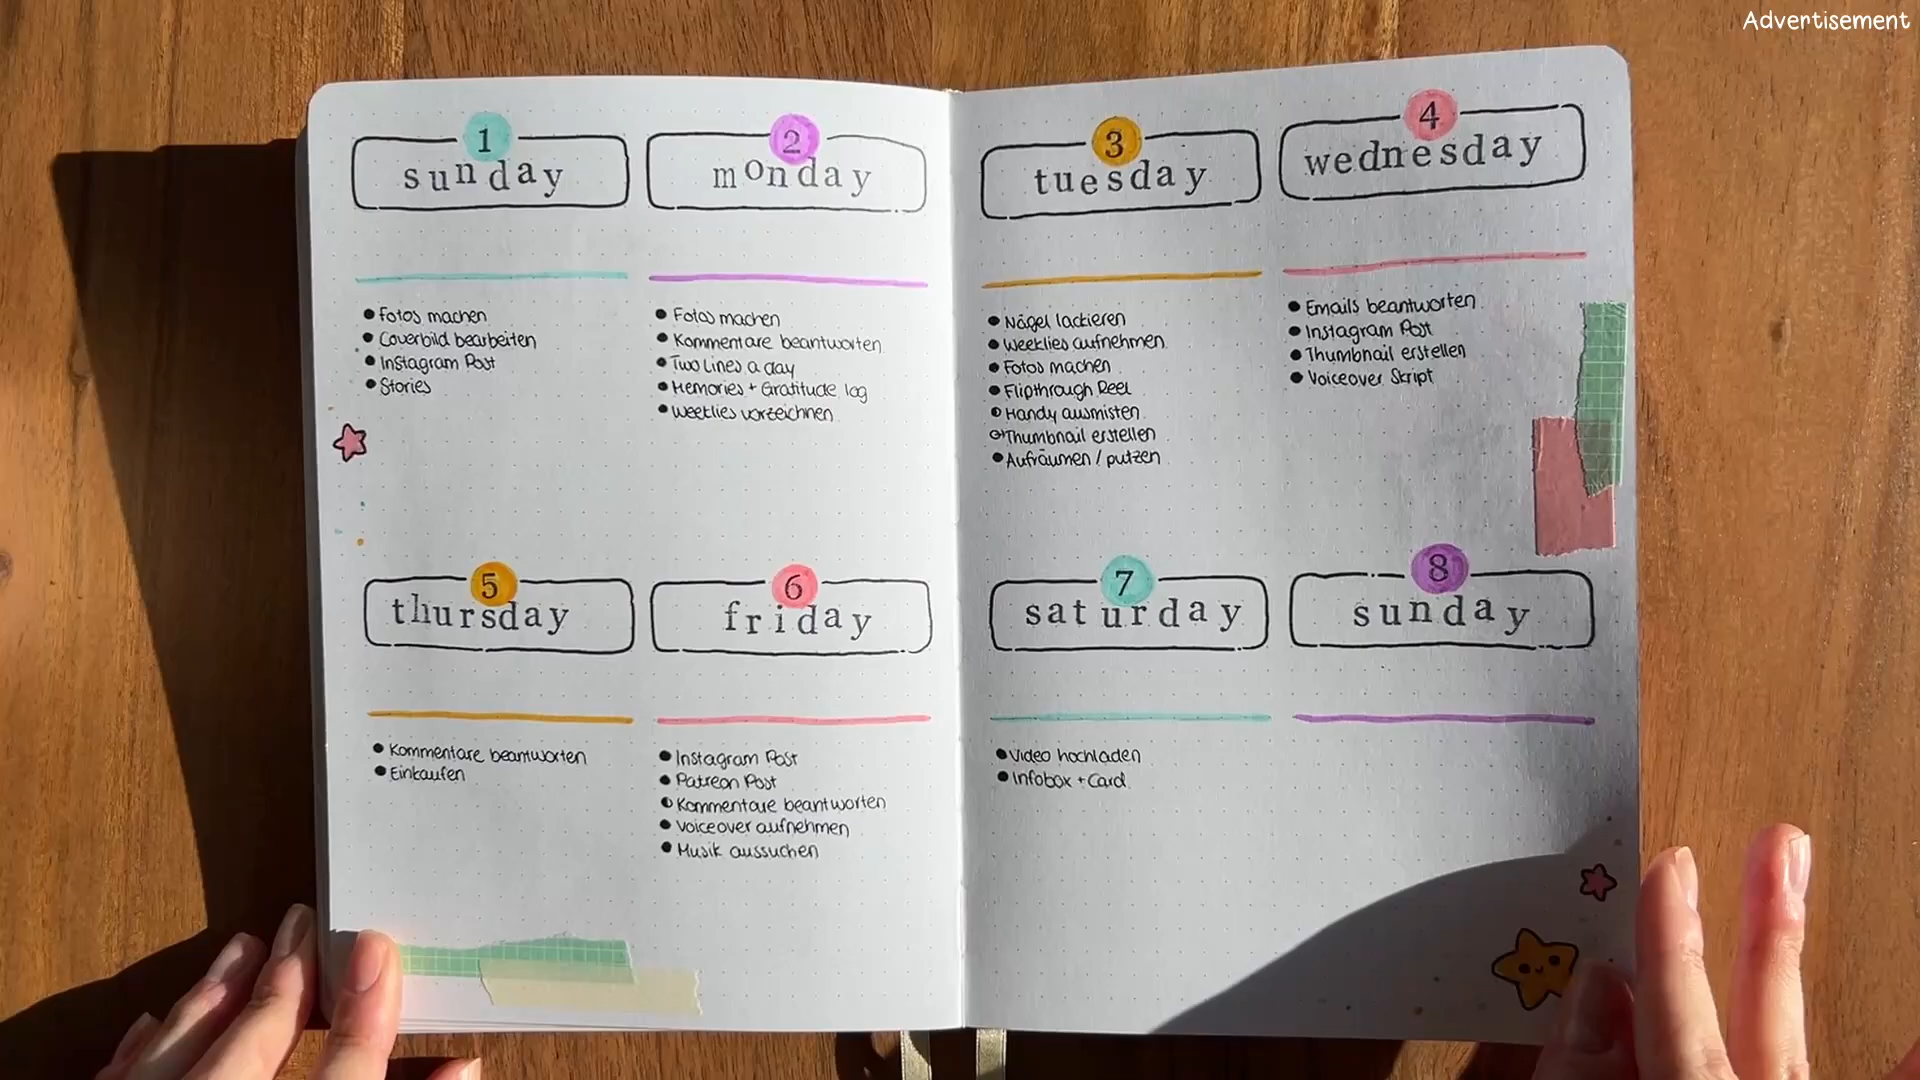 Advertisement
1
sunday
Fotos machen
Coverbild bearbeiten
Instagram Post
Stories
2
monday
Fotos machen
Kommentare beantworten
Two Lines a day
Memories + Gratitude log
Weeklies vorzeichnen
3
tuesday
Nägel lackieren
Weeklies aufnehmen
Fotos machen
Flipthrough Reel
Handy ausmisten
Thumbnail erstellen
Aufräumen / putzen
4
wednesday
Emails beantworten
Instagram Post
Thumbnail erstellen
Voiceover Skript
5
thursday
Kommentare beantworten
Einkaufen
6
friday
Instagram Post
Patreon Post
Kommentare beantworten
Voiceover aufnehmen
Musik aussuchen
7
saturday
Video hochladen
Infobox + Card
8
sunday